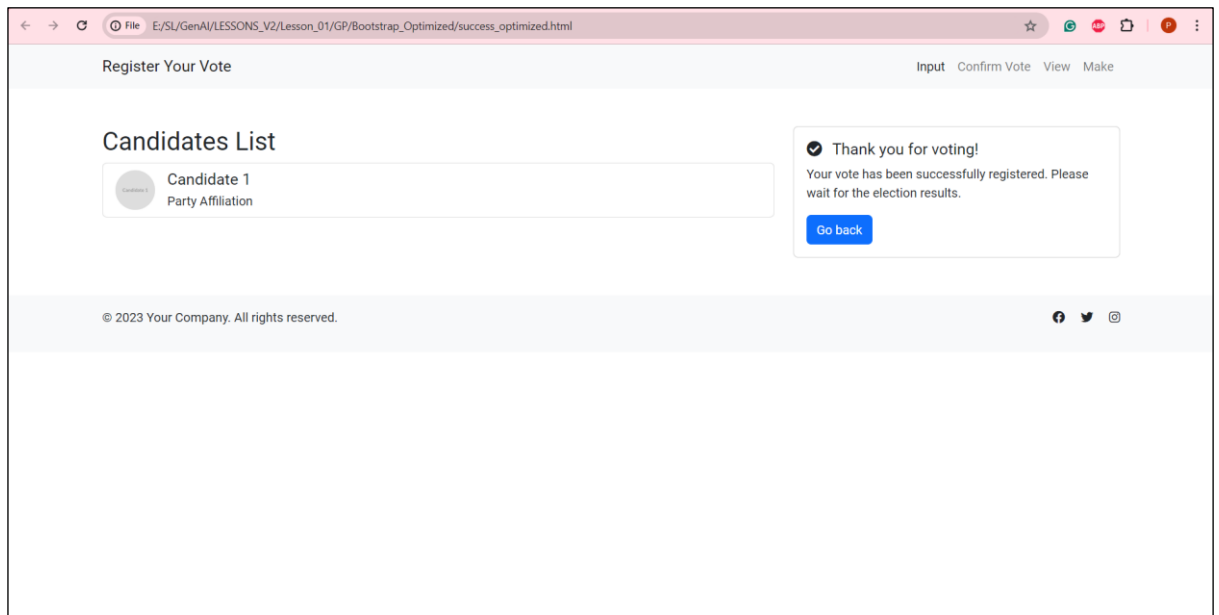 File E:/SL/GenAI/LESSONS_V2/Lesson_01/GP/Bootstrap_Optimized/success_optimized.html
ABP
P
Register Your Vote
Input Confirm Vote View Make
Candidates List
Candidate 1
Party Affiliation
Thank you for voting!
Your vote has been successfully registered. Please
wait for the election results.
Go back
© 2023 Your Company. All rights reserved.